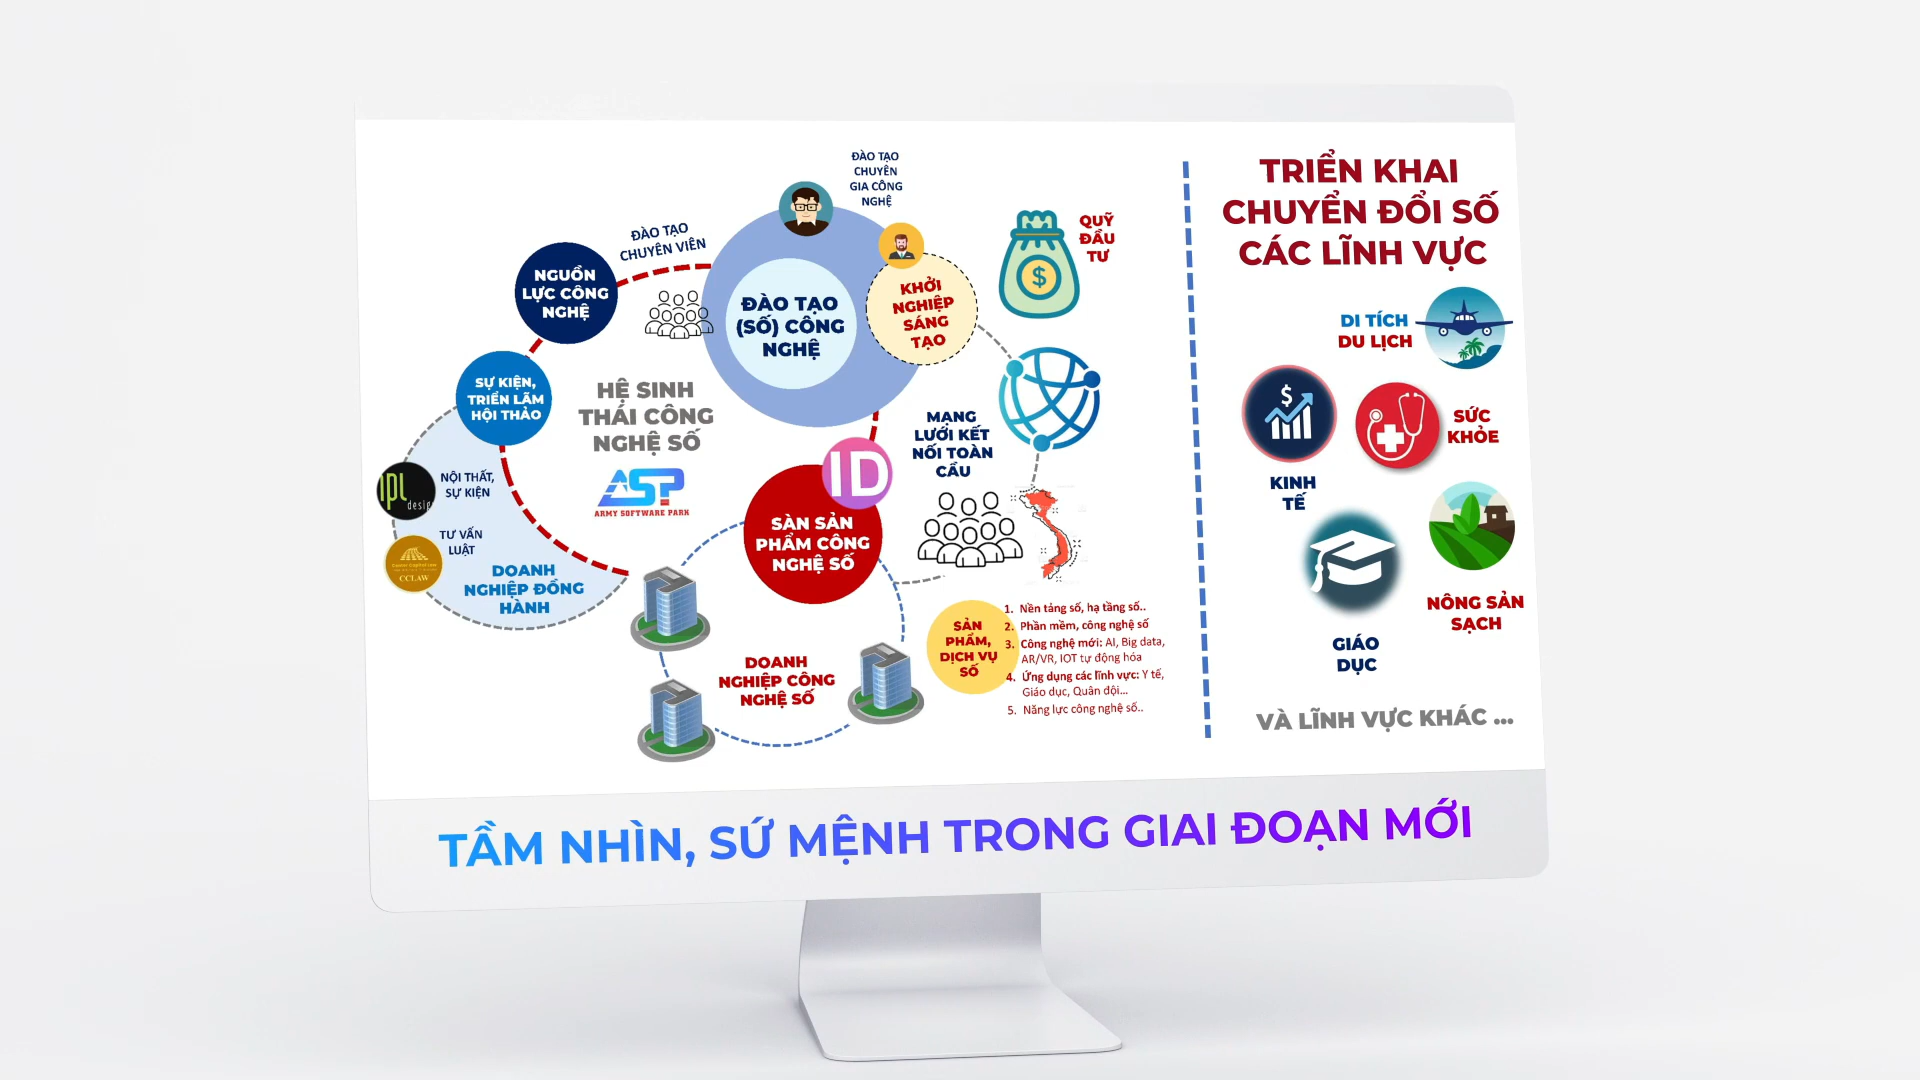 ĐÀO TẠO
CHUYÊN
GIA CÔNG
NGHỆ
ĐÀO TẠO
CHUYÊN VIÊN
NGUỒN
LỰC CÔNG
NGHỆ
ĐÀO TẠO
(SỐ) CÔNG
NGHỆ
KHỞI
NGHIỆP
SÁNG
TẠO
QUỸ
ĐẦU
TƯ
SỰ KIỆN,
TRIỂN LÃM
HỘI THẢO
HỆ SINH
THÁI CÔNG
NGHỆ SỐ
ASP
ARMY SOFTWARE PARK
MẠNG
LƯỚI KẾT
NỐI TOÀN
CẦU
IPL
desig
NỘI THẤT,
SỰ KIỆN
TƯ VẤN
LUẬT
CCLAW
DOANH
NGHIỆP ĐỒNG
HÀNH
ID
SÀN SẢN
PHẨM CÔNG
NGHỆ SỐ
DOANH
NGHIỆP CÔNG
NGHỆ SỐ
SẢN
PHẨM,
DỊCH VỤ
SỐ
1. Nền tảng số, hạ tầng số..
2. Phần mềm, công nghệ số
3. Công nghệ mới: AI, Big data,
AR/VR, IOT tự động hóa
4. Ứng dụng các lĩnh vực: Y tế,
Giáo dục, Quân đội...
5. Năng lực công nghệ số..
TRIỂN KHAI
CHUYỂN ĐỔI SỐ
CÁC LĨNH VỰC
DI TÍCH
DU LỊCH
KINH
TẾ
SỨC
KHỎE
GIÁO
DỤC
NÔNG SẢN
SẠCH
VÀ LĨNH VỰC KHÁC ...
TẦM NHÌN, SỨ MỆNH TRONG GIAI ĐOẠN MỚI